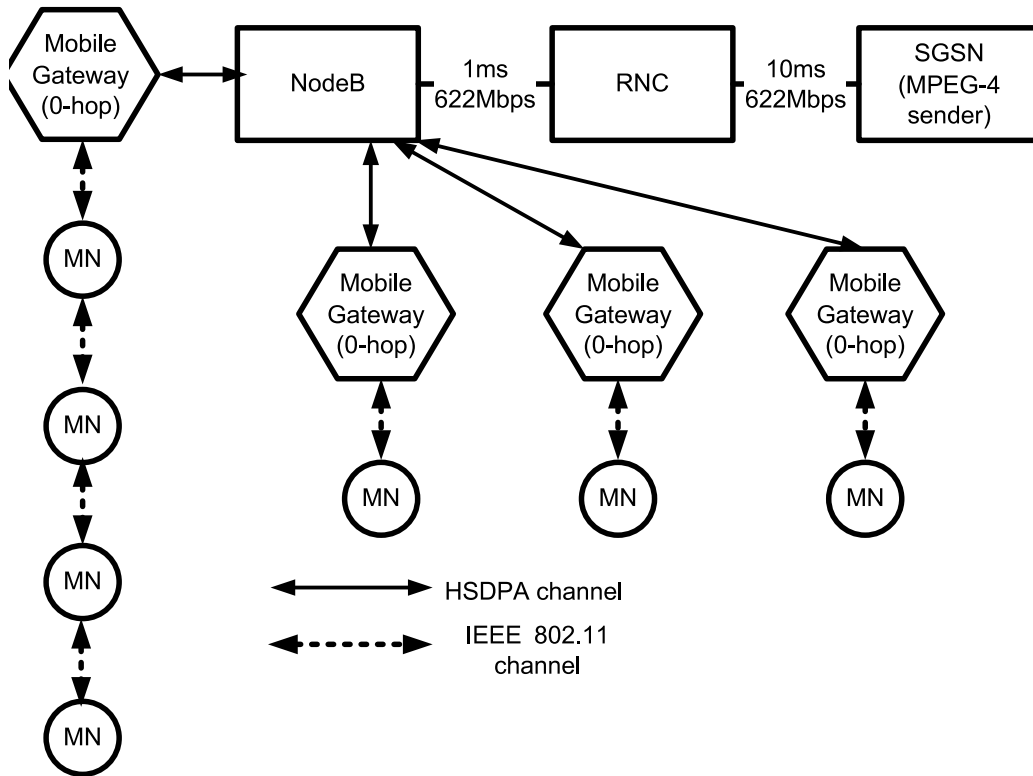 Mobile
Gateway
(0-hop)
NodeB
1ms
622Mbps
RNC
10ms
622Mbps
SGSN
(MPEG-4
sender)
MN
Mobile
Gateway
(0-hop)
Mobile
Gateway
(0-hop)
Mobile
Gateway
(0-hop)
MN
MN
MN
MN
MN
HSDPA channel
IEEE 802.11
channel
MN